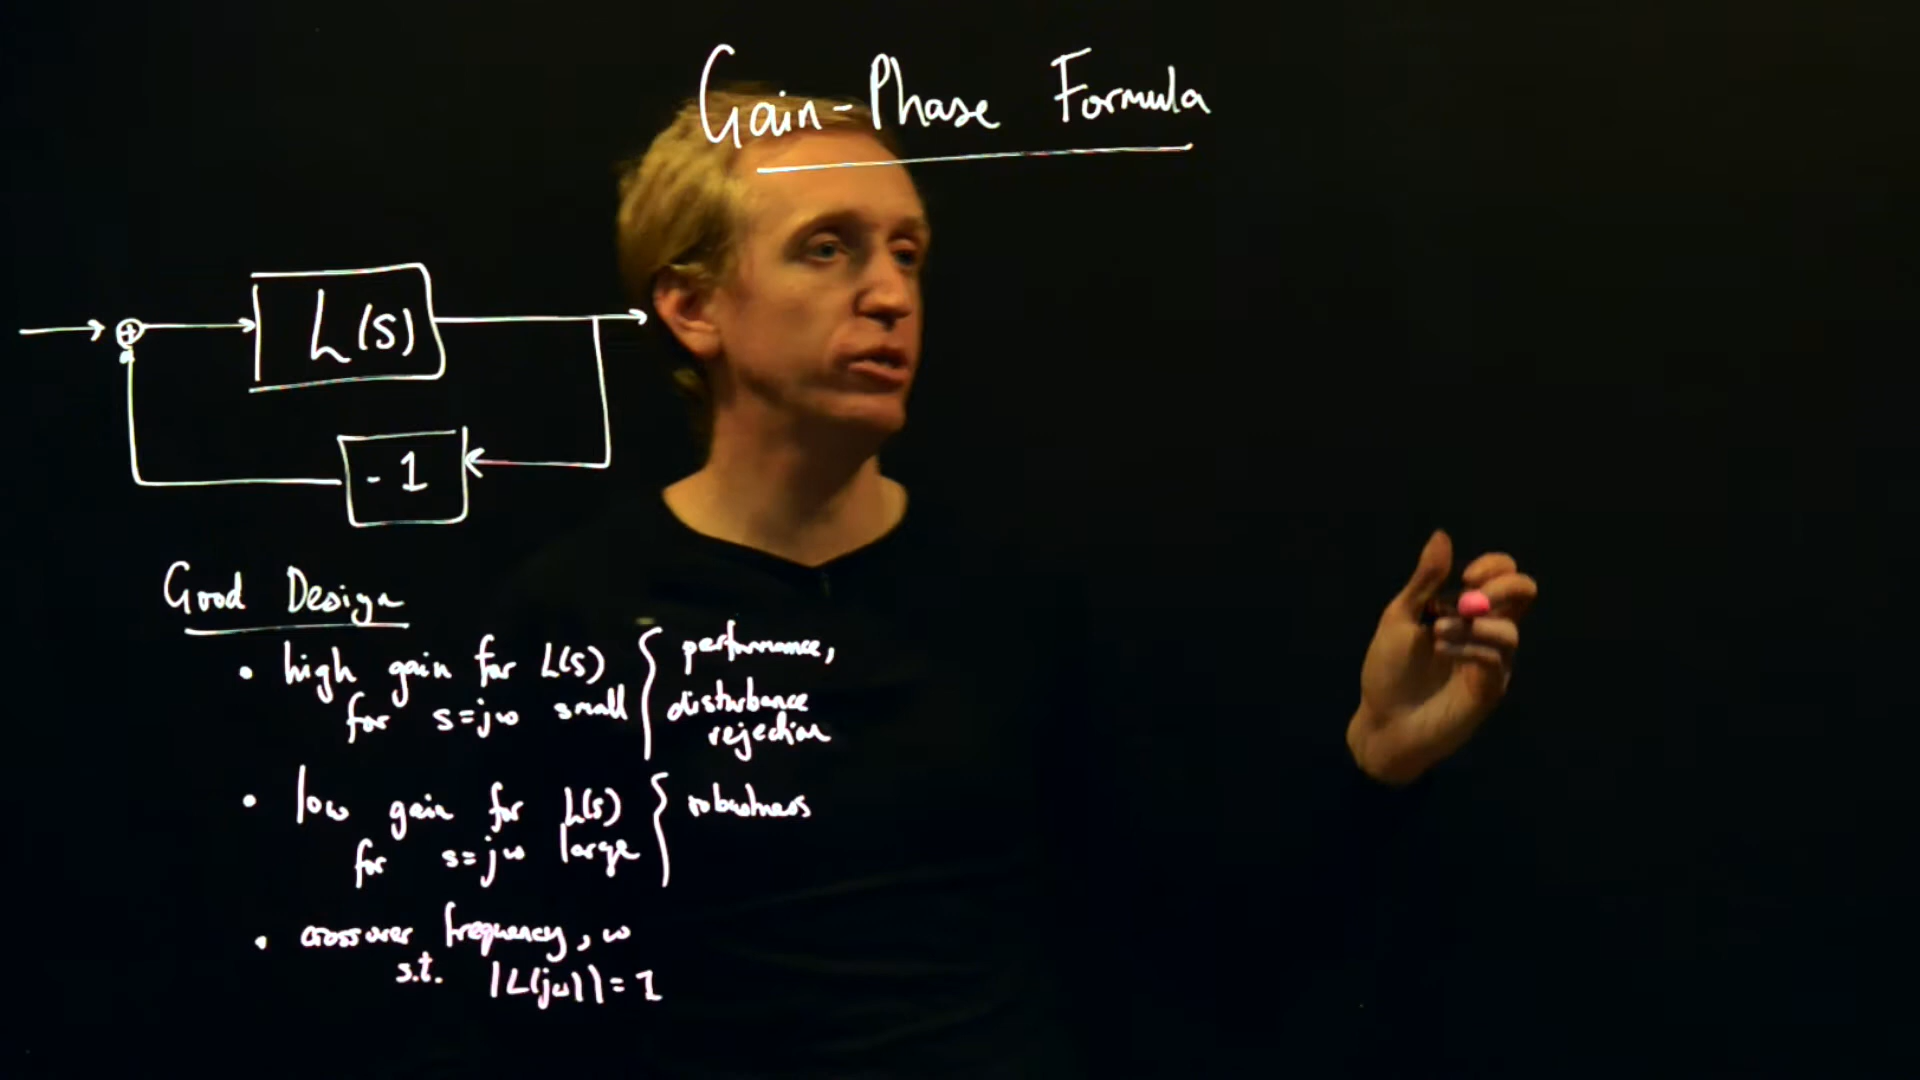 Gain-Phase Formula
L(s)
-1
Good Design
• high gain for L(s)
for s=jω small
performance,
disturbance
rejection
• low gain for L(s)
for s=jω large
robustness
• crossover frequency, ω
s.t. |L(jω)|=1